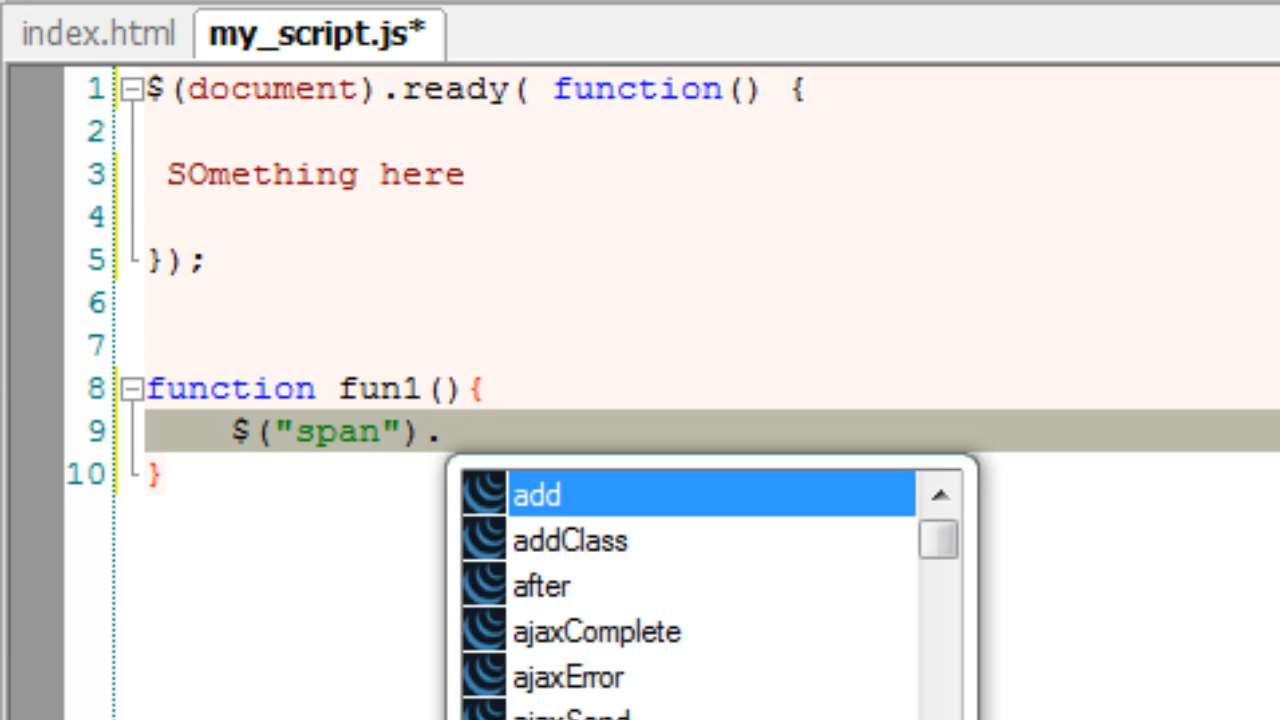 index.html my_script.js*
1 $(document).ready( function() {
2
3 SOmething here
4
5 });
6
7
8 function fun1(){
9 $("span").
10 }
add
addClass
after
ajaxComplete
ajaxError
ajaxSend